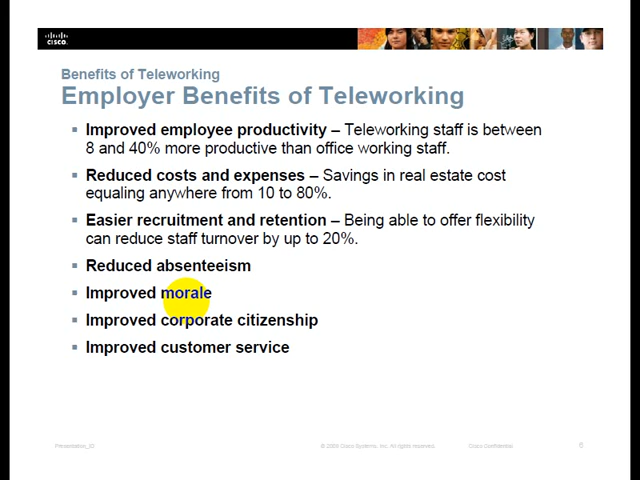 CISCO
Benefits of Teleworking
Employer Benefits of Teleworking
Improved employee productivity – Teleworking staff is between
8 and 40% more productive than office working staff.
Reduced costs and expenses – Savings in real estate cost
equaling anywhere from 10 to 80%.
Easier recruitment and retention – Being able to offer flexibility
can reduce staff turnover by up to 20%.
Reduced absenteeism
Improved morale
Improved corporate citizenship
Improved customer service
Presentation_ID
Cisco Systems, Inc. All rights reserved.
Cisco Confidential
6